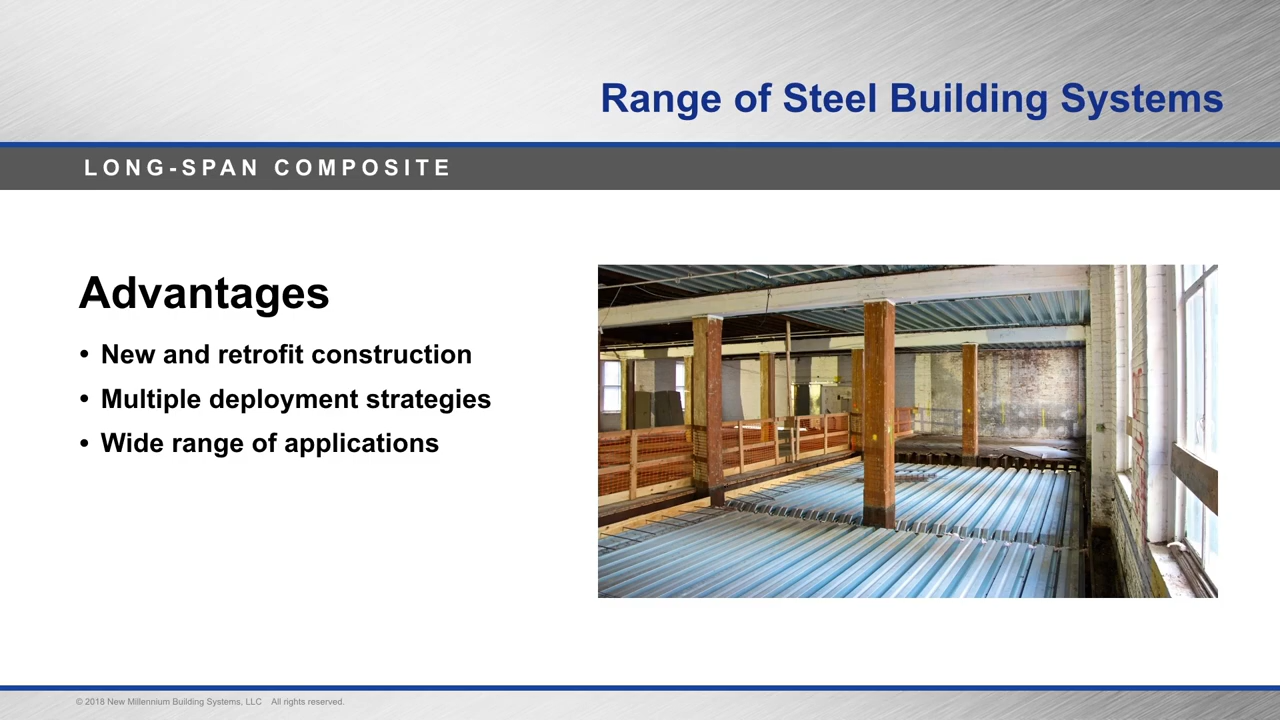 Range of Steel Building Systems
LONG-SPAN COMPOSITE
Advantages
• New and retrofit construction
• Multiple deployment strategies
• Wide range of applications
© 2018 New Millennium Building Systems, LLC All rights reserved.